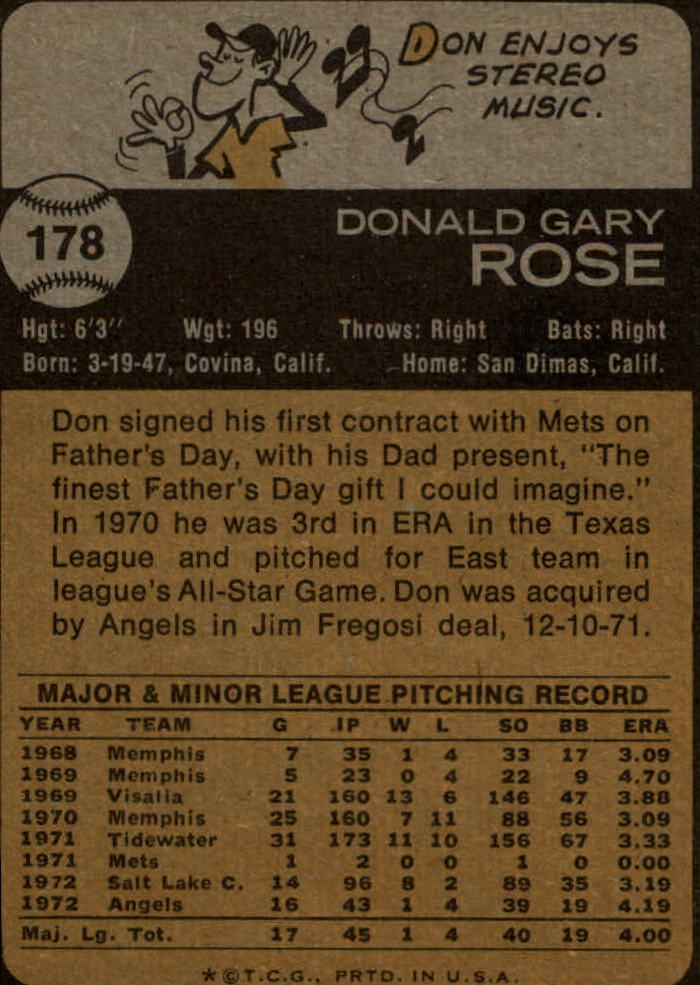 DON ENJOYS
STEREO
MUSIC.
178
DONALD GARY
ROSE
Hgt: 6'3" Wgt: 196 Throws: Right Bats: Right
Born: 3-19-47, Covina, Calif. Home: San Dimas, Calif.
Don signed his first contract with Mets on
Father's Day, with his Dad present, "The
finest Father's Day gift I could imagine."
In 1970 he was 3rd in ERA in the Texas
League and pitched for East team in
league's All-Star Game. Don was acquired
by Angels in Jim Fregosi deal, 12-10-71.
MAJOR & MINOR LEAGUE PITCHING RECORD
YEAR TEAM G IP W L SO BB ERA
1968 Memphis 7 35 1 4 33 17 3.09
1969 Memphis 5 23 0 4 22 9 4.70
1969 Visalia 21 160 13 6 146 47 3.88
1970 Memphis 25 160 7 11 88 56 3.09
1971 Tidewater 31 173 11 10 156 67 3.33
1971 Mets 1 2 0 0 1 0 0.00
1972 Salt Lake C. 14 96 8 2 89 35 3.19
1972 Angels 16 43 1 4 39 19 4.19
Maj. Lg. Tot. 17 45 1 4 40 19 4.00
*©T.C.G., PRTD. IN U.S.A.